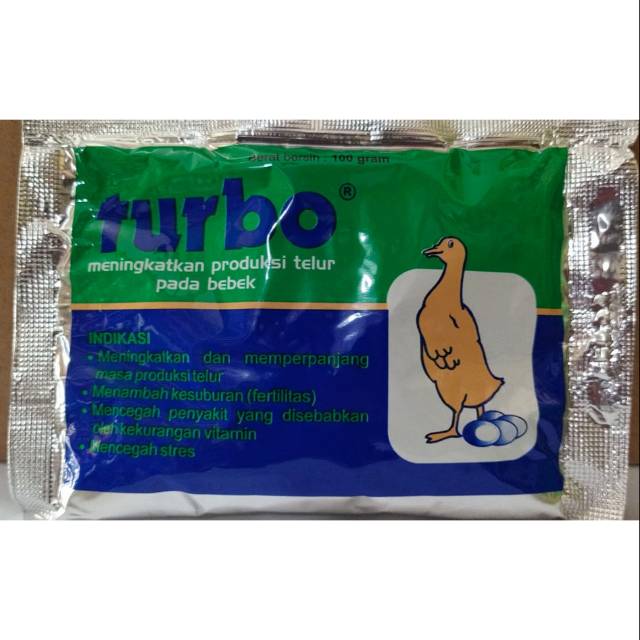 Berat bersih : 100 gram
turbo®
meningkatkan produksi telur
pada bebek
INDIKASI
• Meningkatkan dan memperpanjang
masa produksi telur
• Menambah kesuburan (fertilitas)
• Mencegah penyakit yang disebabkan
oleh kekurangan vitamin
• Mencegah stres